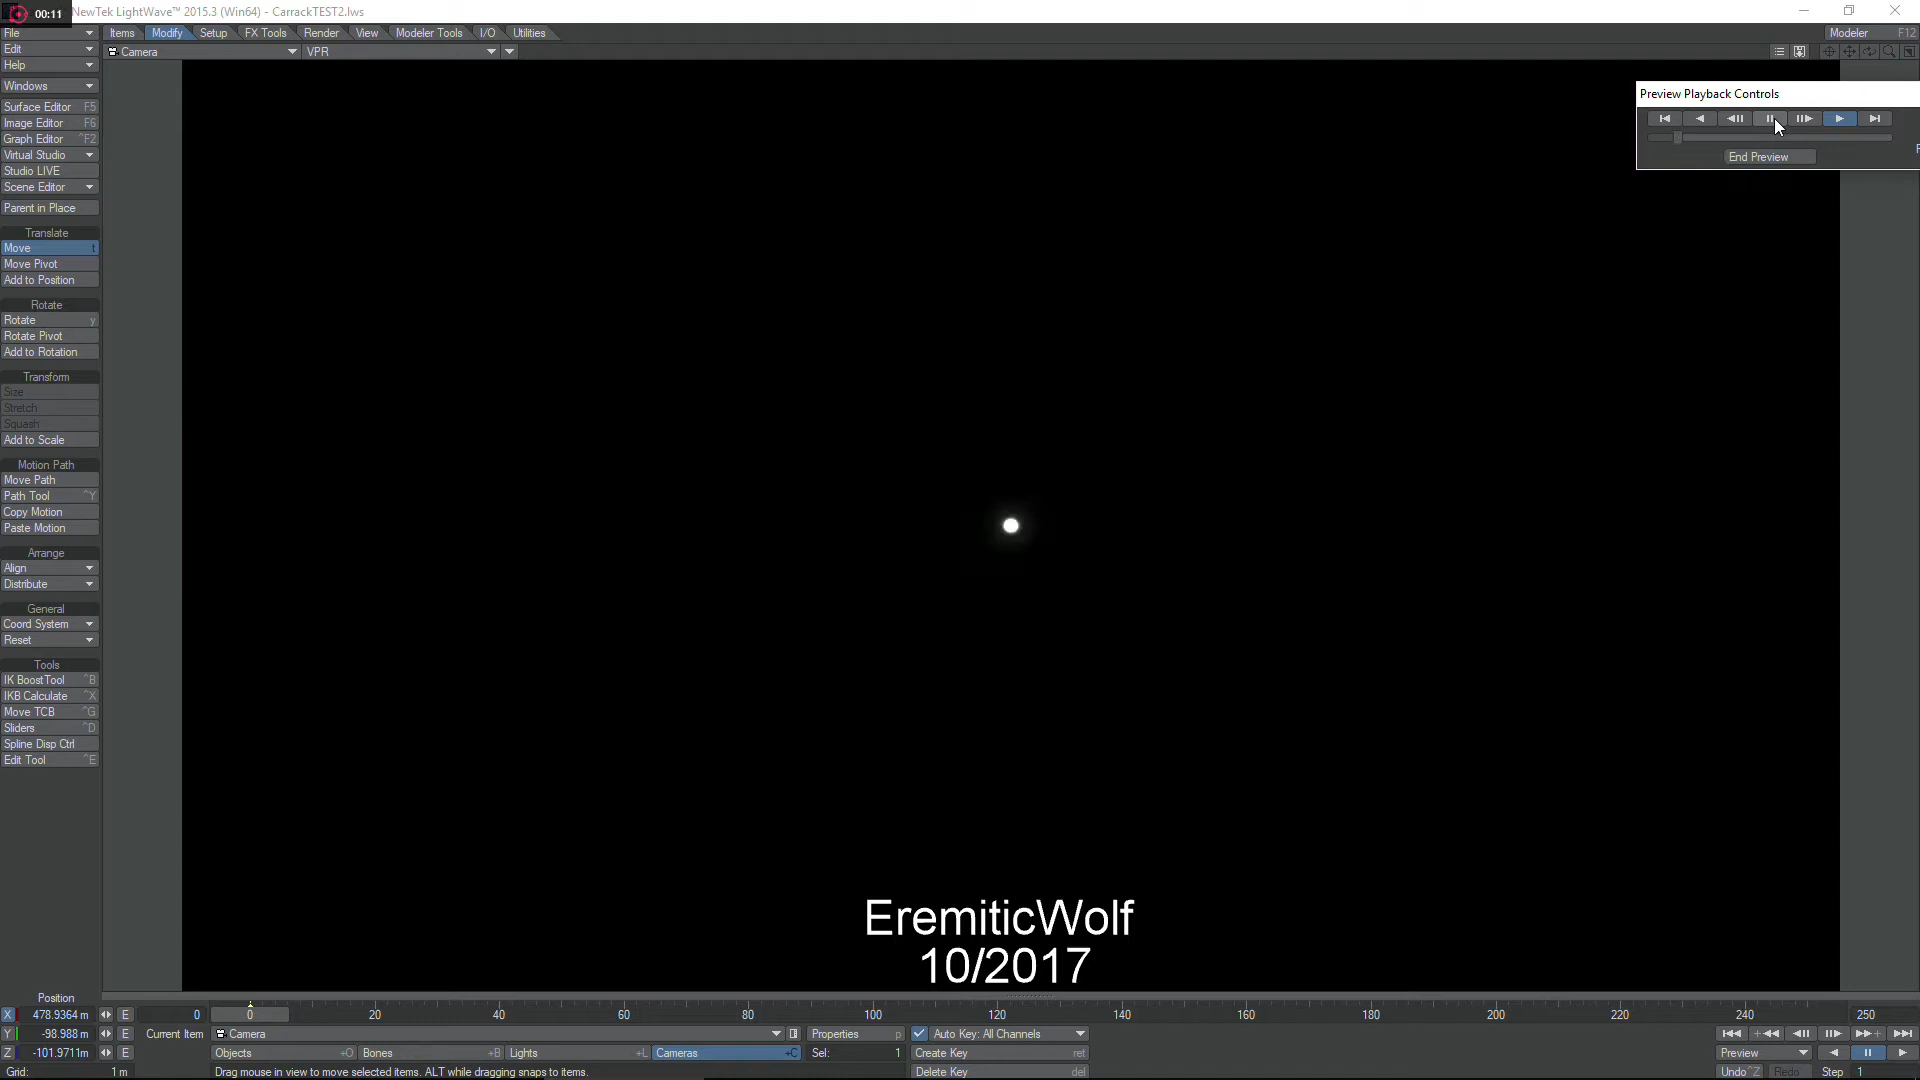 00:11
NewTek LightWave™ 2015.3 (Win64) - CarrackTEST2.lws
File
Items
Modify
Setup
FX Tools
Render
View
Modeler Tools
I/O
Utilities
Modeler F12
Edit
Camera
VPR
Help
Windows
Preview Playback Controls
End Preview
Surface Editor F5
Image Editor F6
Graph Editor ^F2
Virtual Studio
Studio LIVE
Scene Editor
Parent in Place
Translate
Move t
Move Pivot
Add to Position
Rotate
Rotate y
Rotate Pivot
Add to Rotation
Transform
Size
Stretch
Squash
Add to Scale
Motion Path
Move Path
Path Tool ^Y
Copy Motion
Paste Motion
Arrange
Align
Distribute
General
Coord System
Reset
Tools
IK BoostTool ^B
IKB Calculate ^X
Move TCB ^G
Sliders ^D
Spline Disp Ctrl
Edit Tool ^E
EremiticWolf
10/2017
Position
X 478.9364 m E 0 0 20 40 60 80 100 120 140 160 180 200 220 240 250
Y -98.988 m E Current Item Camera Properties p Auto Key: All Channels
Z -101.9711m E Objects +O Bones +B Lights +L Cameras +C Sel: 1 Create Key ret Preview
Grid: 1 m Drag mouse in view to move selected items. ALT while dragging snaps to items. Delete Key del Undo ^Z Redo Step 1